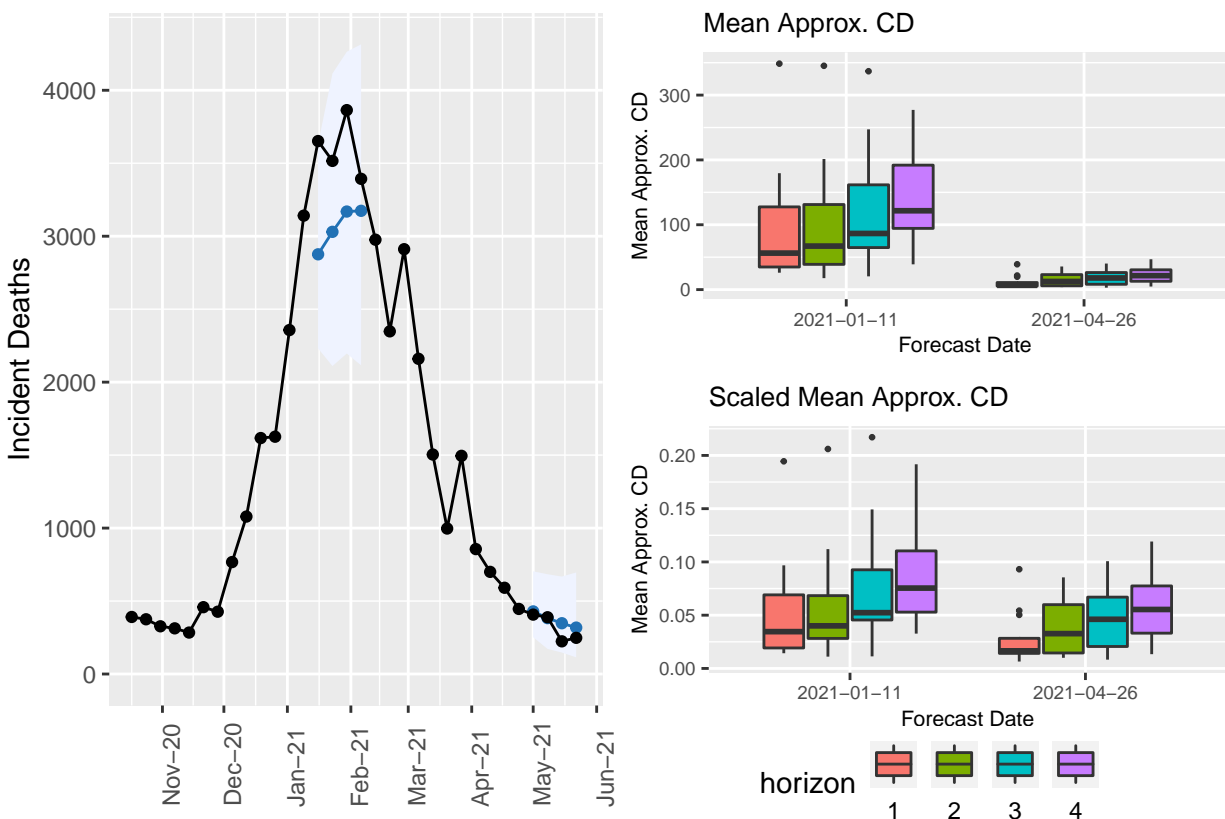 Incident Deaths
4000
3000
2000
1000
0
Nov−20
Dec−20
Jan−21
Feb−21
Mar−21
Apr−21
May−21
Jun−21
Mean Approx. CD
Mean Approx. CD
300
200
100
0
2021−01−11
2021−04−26
Forecast Date
Scaled Mean Approx. CD
Mean Approx. CD
0.20
0.15
0.10
0.05
0.00
2021−01−11
2021−04−26
Forecast Date
horizon
1
2
3
4